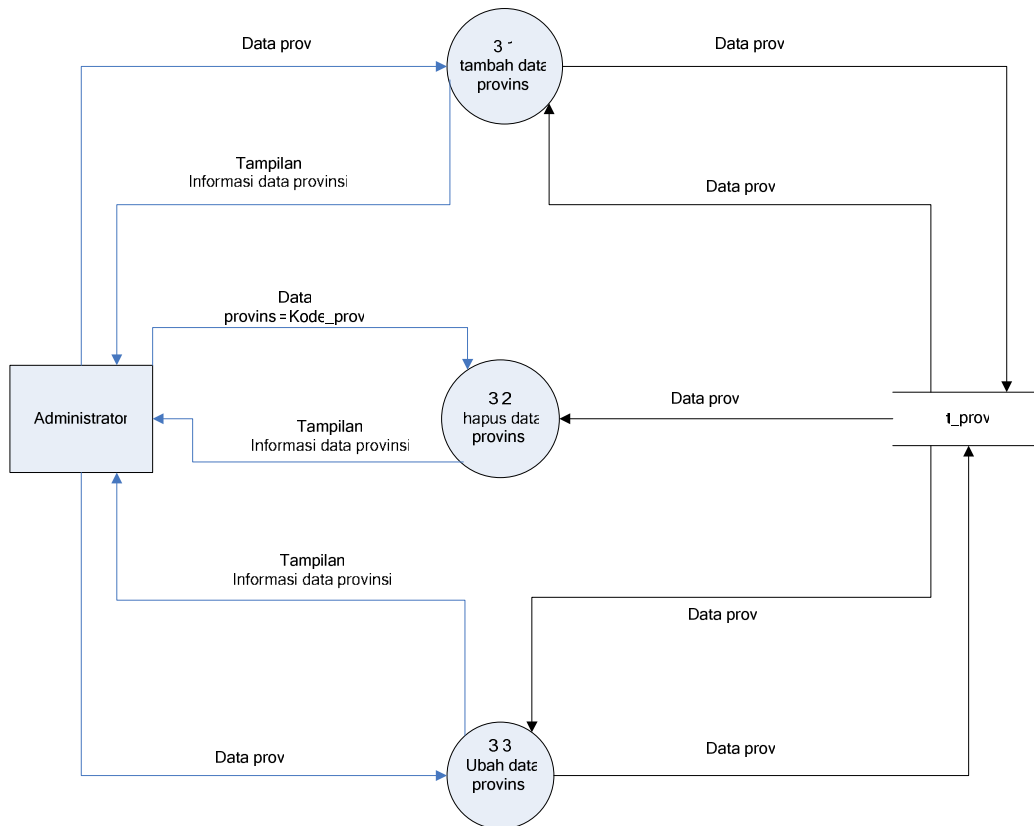 Data prov
tambah data
provins
Data prov
Tampilan
Informasi data provinsi
Data prov
Data
provins=Kode_prov
Administrator
3.2
hapus data
provins
Data prov
t_prov
Tampilan
Informasi data provinsi
Tampilan
Informasi data provinsi
Data prov
3.3
Ubah data
provins
Data prov
Data prov